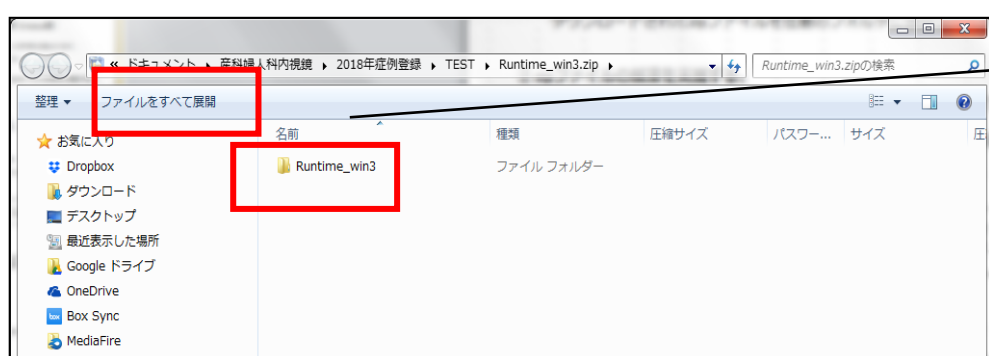 « ドキュメント ▸ 産科婦人科内視鏡 ▸ 2018年症例登録 ▸ TEST ▸ Runtime_win3.zip ▸
Runtime_win3.zipの検索
整理 ▼ ファイルをすべて展開
名前 種類 圧縮サイズ パスワー... サイズ 圧
Runtime_win3 ファイル フォルダー
お気に入り
Dropbox
ダウンロード
デスクトップ
最近表示した場所
Google ドライブ
OneDrive
box Box Sync
MediaFire